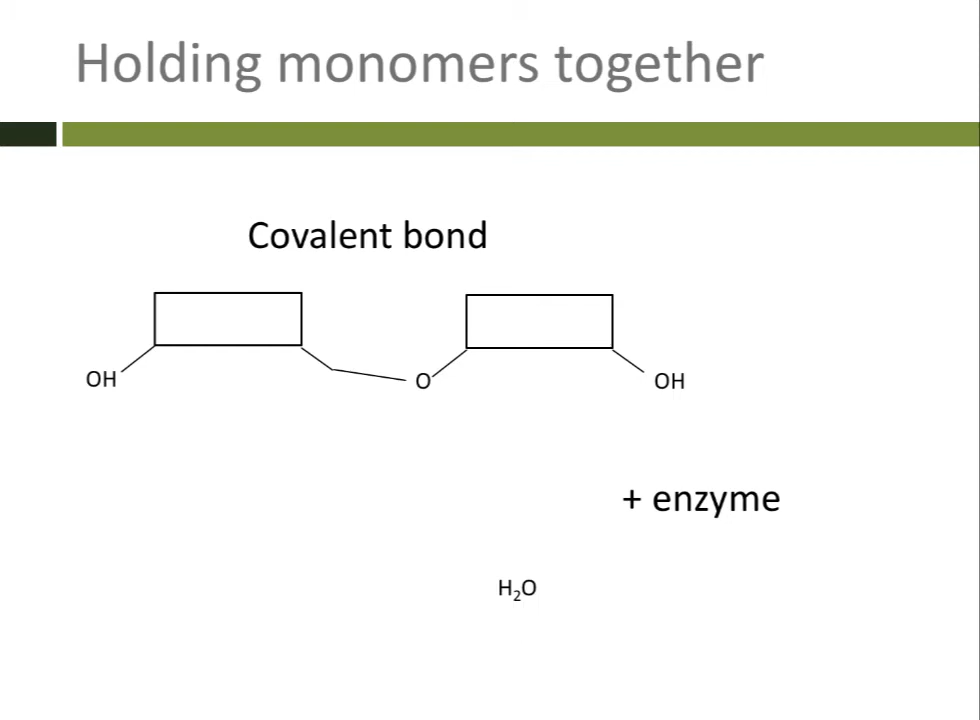 Holding monomers together
Covalent bond
OH
O
OH
+ enzyme
H₂O